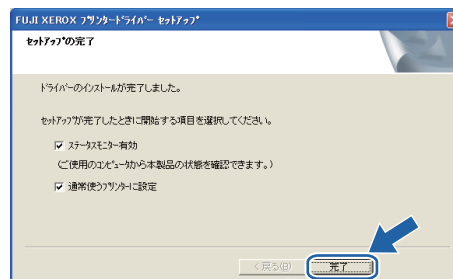 FUJI XEROX プリンタードライバー セットアップ
セットアップの完了
ドライバーのインストールが完了しました。
セットアップが完了したときに開始する項目を選択してください。
ステータスモニター有効
(ご使用のコンピュータから本製品の状態を確認できます。)
通常使うプリンターに設定
< 戻る(B)
完了